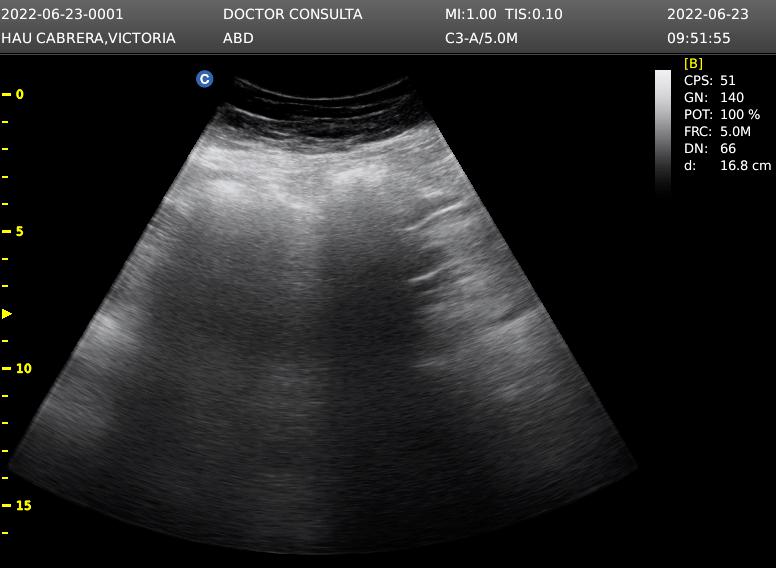 2022-06-23-0001 DOCTOR CONSULTA MI:1.00 TIS:0.10 2022-06-23
HAU CABRERA,VICTORIA ABD C3-A/5.0M 09:51:55
C
[B]
CPS: 51
GN: 140
POT: 100 %
FRC: 5.0M
DN: 66
d: 16.8 cm
0
5
10
15